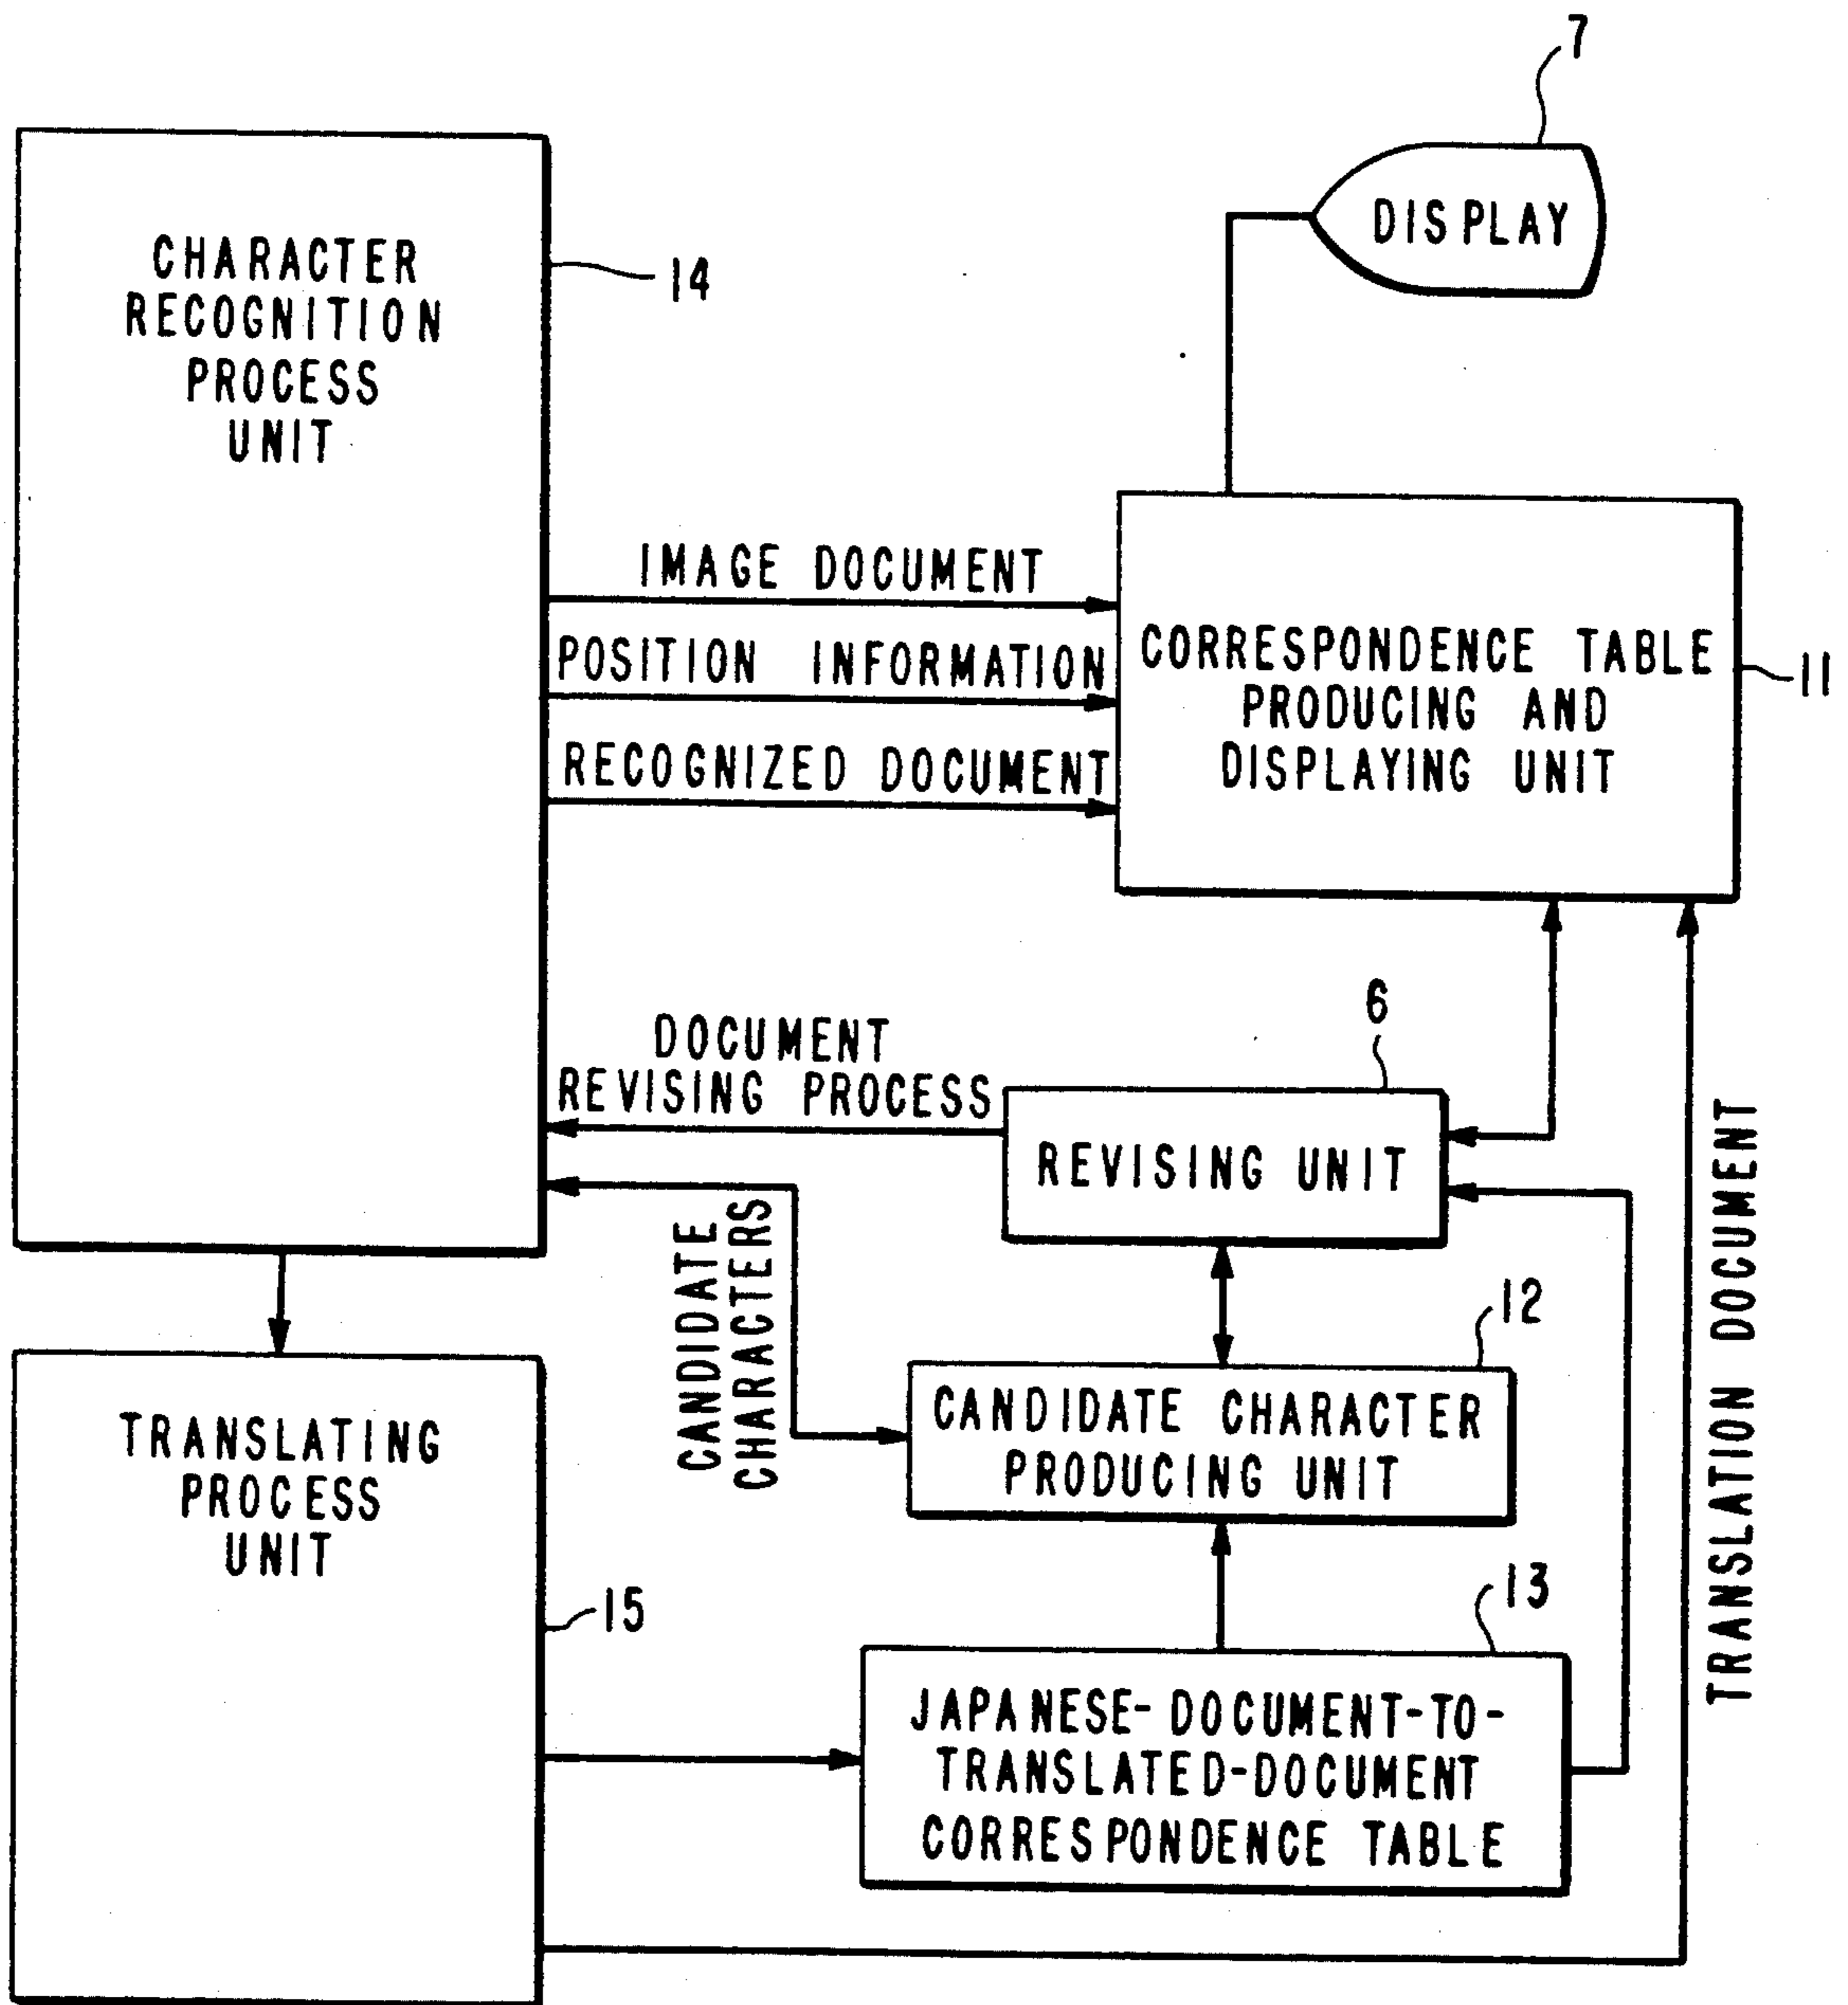 7
DISPLAY
CHARACTER
RECOGNITION
PROCESS
UNIT
14
IMAGE DOCUMENT
POSITION INFORMATION
RECOGNIZED DOCUMENT
CORRESPONDENCE TABLE
PRODUCING AND
DISPLAYING UNIT
11
6
DOCUMENT
REVISING PROCESS
REVISING UNIT
CANDIDATE
CHARACTERS
12
CANDIDATE CHARACTER
PRODUCING UNIT
TRANSLATION DOCUMENT
TRANSLATING
PROCESS
UNIT
15
13
JAPANESE-DOCUMENT-TO-
TRANSLATED-DOCUMENT
CORRESPONDENCE TABLE